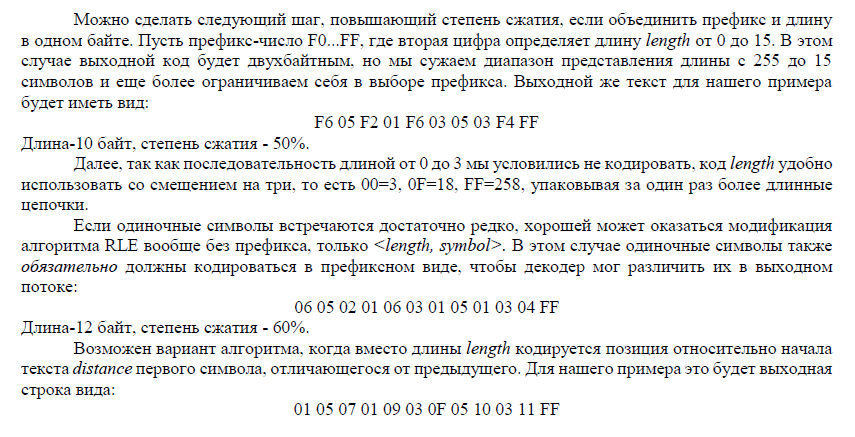 Можно сделать следующий шаг, повышающий степень сжатия, если объединить префикс и длину
в одном байте. Пусть префикс-число F0...FF, где вторая цифра определяет длину length от 0 до 15. В этом
случае выходной код будет двухбайтным, но мы сужаем диапазон представления длины с 255 до 15
символов и еще более ограничиваем себя в выборе префикса. Выходной же текст для нашего примера
будет иметь вид:
F6 05 F2 01 F6 03 05 03 F4 FF
Длина-10 байт, степень сжатия - 50%.
Далее, так как последовательность длиной от 0 до 3 мы условились не кодировать, код length удобно
использовать со смещением на три, то есть 00=3, 0F=18, FF=258, упаковывая за один раз более длинные
цепочки.
Если одиночные символы встречаются достаточно редко, хорошей может оказаться модификация
алгоритма RLE вообще без префикса, только <length, symbol>. В этом случае одиночные символы также
обязательно должны кодироваться в префиксном виде, чтобы декодер мог различить их в выходном
потоке:
06 05 02 01 06 03 01 05 01 03 04 FF
Длина-12 байт, степень сжатия - 60%.
Возможен вариант алгоритма, когда вместо длины length кодируется позиция относительно начала
текста distance первого символа, отличающегося от предыдущего. Для нашего примера это будет выходная
строка вида:
01 05 07 01 09 03 0F 05 10 03 11 FF